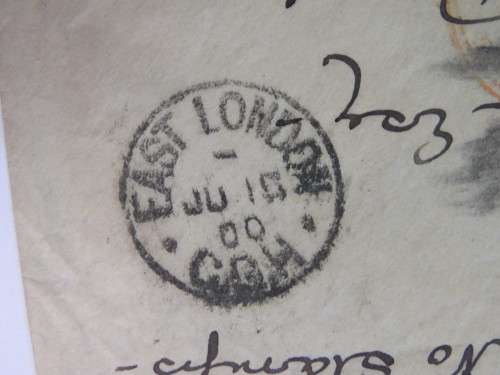 EAST LONDON
-
JU 15
00
C.G.H
No stamps -